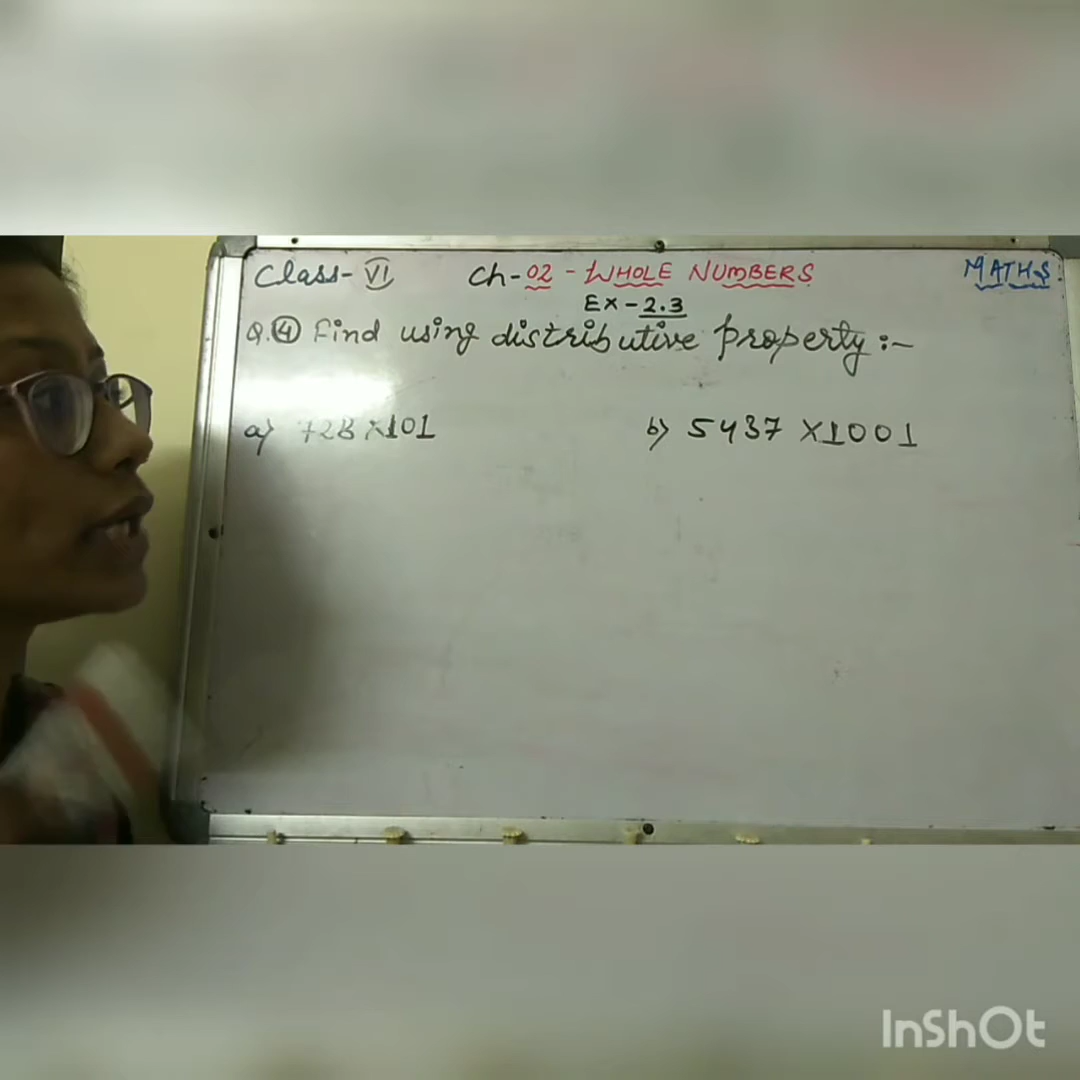 Class-VI Ch-02 - WHOLE NUMBERS MATHS.
Ex-2.3
Q.④ Find using distributive property :-
a) 728 × 101 b) 5437 × 1001
InShOt